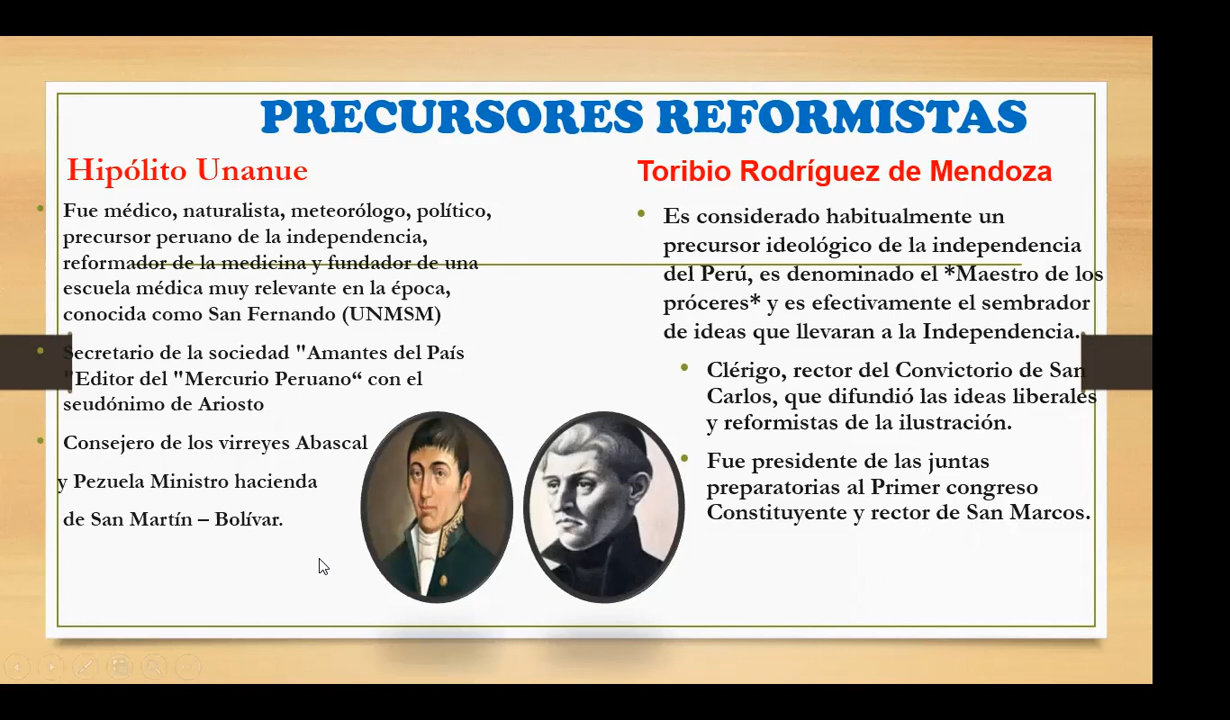 PRECURSORES REFORMISTAS
Hipólito Unanue
Fue médico, naturalista, meteorólogo, político,
precursor peruano de la independencia,
reformador de la medicina y fundador de una
escuela médica muy relevante en la época,
conocida como San Fernando (UNMSM)
Secretario de la sociedad "Amantes del País
"Editor del "Mercurio Peruano“ con el
seudónimo de Ariosto
Consejero de los virreyes Abascal
y Pezuela Ministro hacienda
de San Martín – Bolívar.
Toribio Rodríguez de Mendoza
Es considerado habitualmente un
precursor ideológico de la independencia
del Perú, es denominado el *Maestro de los
próceres* y es efectivamente el sembrador
de ideas que llevaran a la Independencia.
Clérigo, rector del Convictorio de San
Carlos, que difundió las ideas liberales
y reformistas de la ilustración.
Fue presidente de las juntas
preparatorias al Primer congreso
Constituyente y rector de San Marcos.